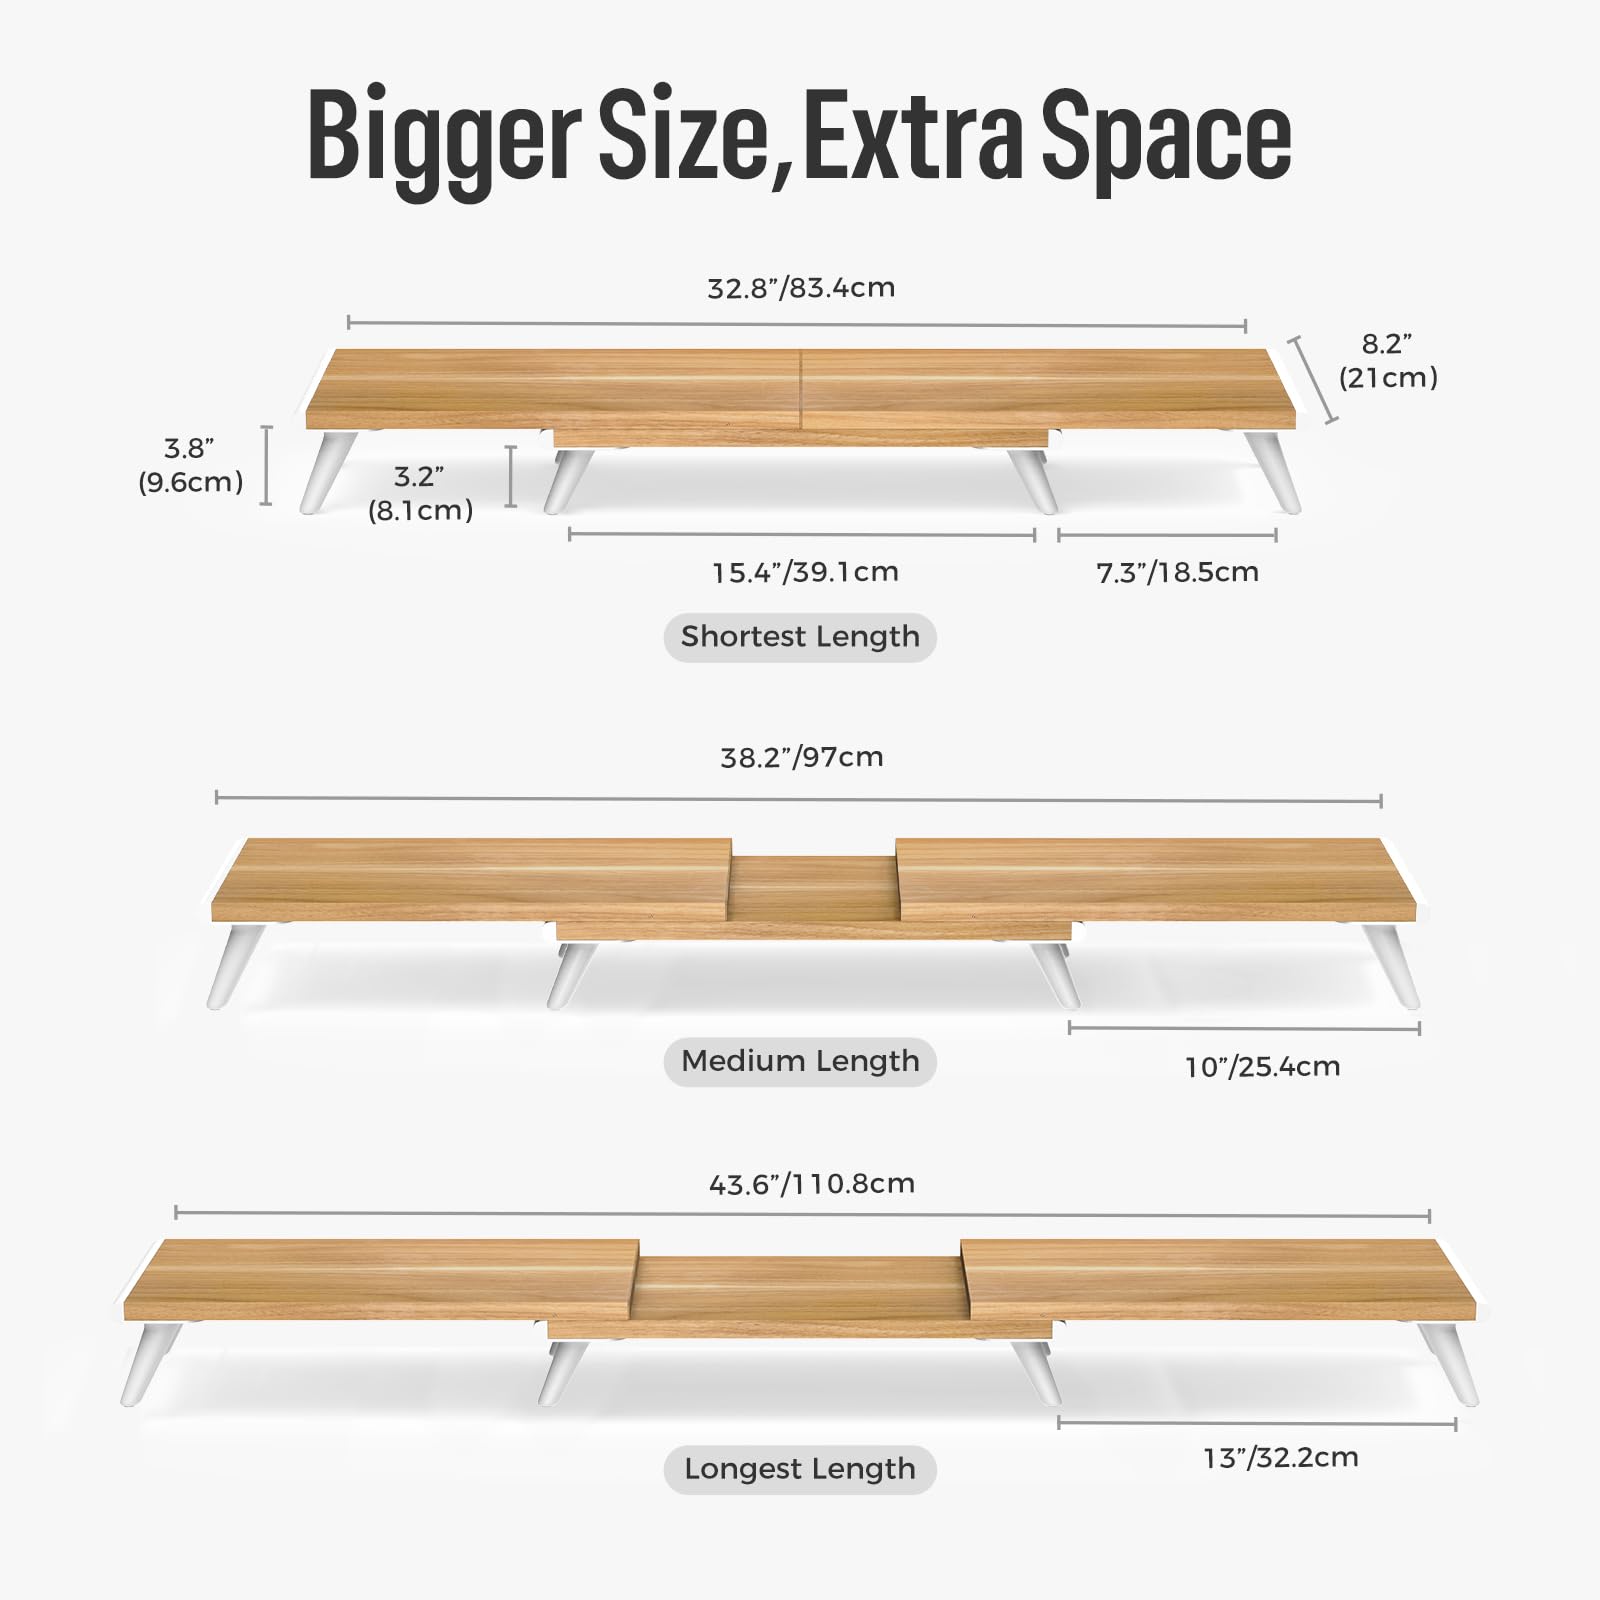 Bigger Size, Extra Space
32.8”/83.4cm
8.2”
(21cm)
3.8”
(9.6cm)
3.2”
(8.1cm)
15.4”/39.1cm
7.3”/18.5cm
Shortest Length
38.2”/97cm
Medium Length
10”/25.4cm
43.6”/110.8cm
13”/32.2cm
Longest Length